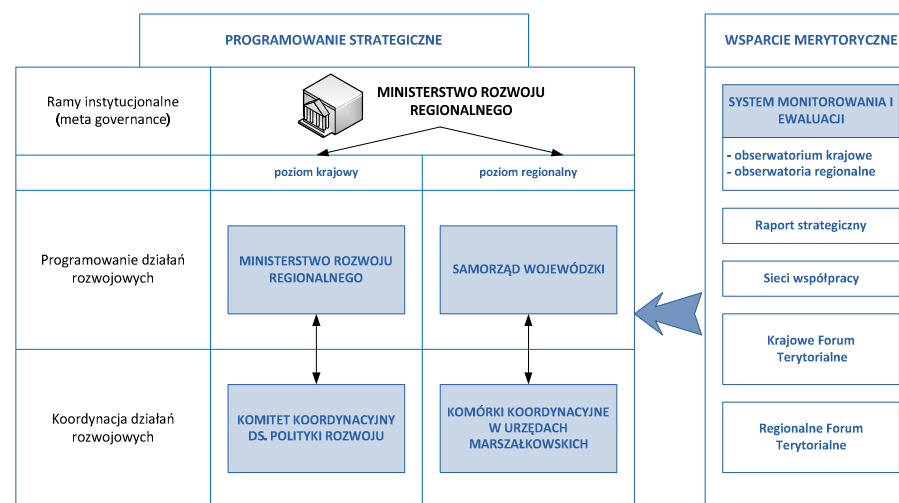 PROGRAMOWANIE STRATEGICZNE
WSPARCIE MERYTORYCZNE
Ramy instytucjonalne
(meta governance)
MINISTERSTWO ROZWOJU
REGIONALNEGO
poziom krajowy
poziom regionalny
Programowanie działań
rozwojowych
MINISTERSTWO ROZWOJU
REGIONALNEGO
SAMORZĄD WOJEWÓDZKI
Koordynacja działań
rozwojowych
KOMITET KOORDYNACYJNY
DS. POLITYKI ROZWOJU
KOMÓRKI KOORDYNACYJNE
W URZĘDACH
MARSZAŁKOWSKICH
SYSTEM MONITOROWANIA I
EWALUACJI
- obserwatorium krajowe
- obserwatoria regionalne
Raport strategiczny
Sieci współpracy
Krajowe Forum
Terytorialne
Regionalne Forum
Terytorialne